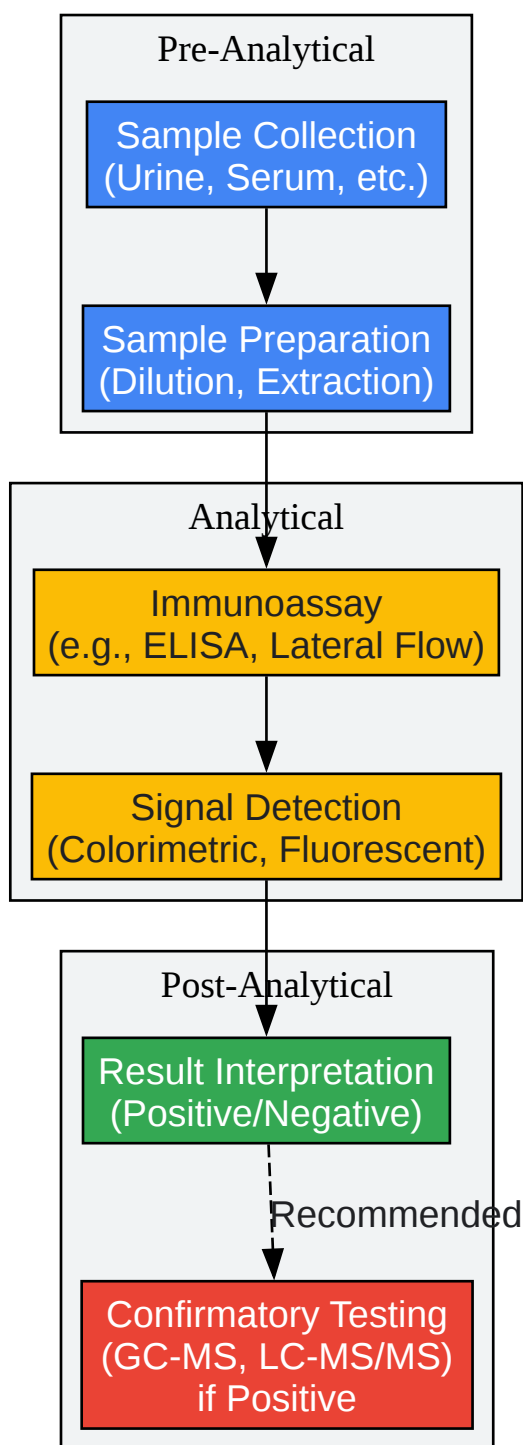 Pre-Analytical
Sample Collection
(Urine, Serum, etc.)
Sample Preparation
(Dilution, Extraction)
Analytical
Immunoassay
(e.g., ELISA, Lateral Flow)
Signal Detection
(Colorimetric, Fluorescent)
Post-Analytical
Result Interpretation
(Positive/Negative)
Recommended
Confirmatory Testing
(GC-MS, LC-MS/MS)
if Positive